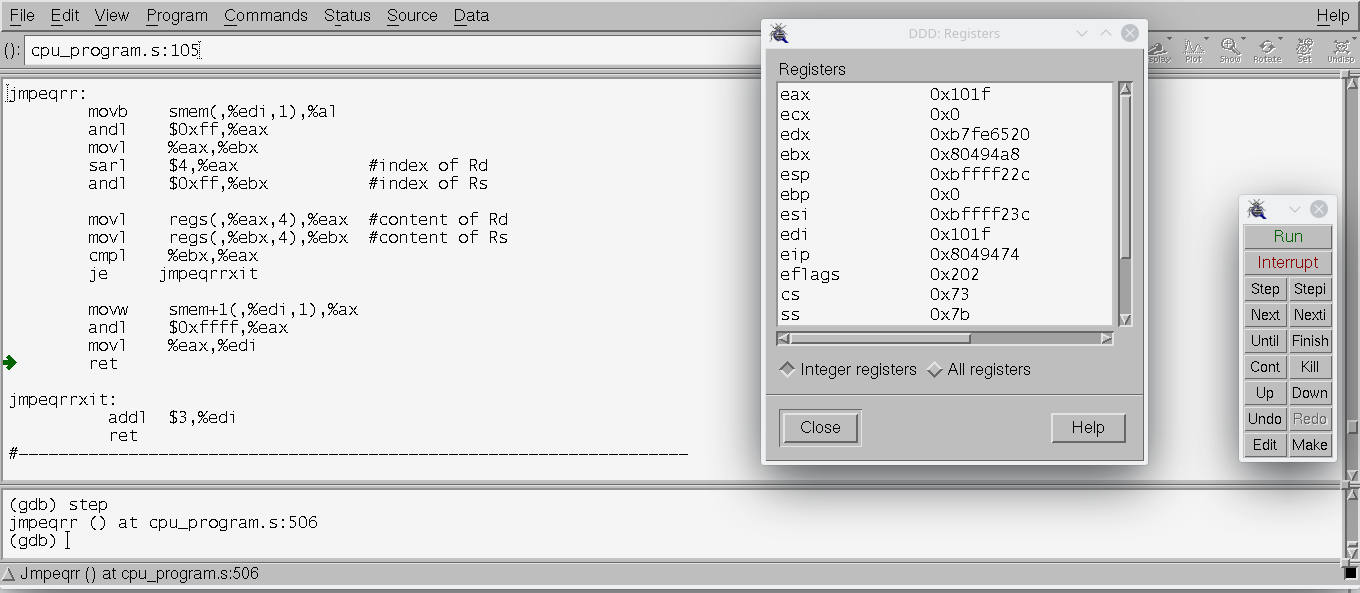 File Edit View Program Commands Status Source Data Help
(): cpu_program.s:105
Plot Show Rotate Set Undisp
jmpeqrr:
movb smem(,%edi,1),%al
andl $0xff,%eax
movl %eax,%ebx
sarl $4,%eax #index of Rd
andl $0xff,%ebx #index of Rs
movl regs(,%eax,4),%eax #content of Rd
movl regs(,%ebx,4),%ebx #content of Rs
cmpl %ebx,%eax
je jmpeqrrxit
movw smem+1(,%edi,1),%ax
andl $0xffff,%eax
movl %eax,%edi
ret
jmpeqrrxit:
addl $3,%edi
ret
#-------------------------------------------------------------------
DDD: Registers
Registers
eax 0x101f
ecx 0x0
edx 0xb7fe6520
ebx 0x80494a8
esp 0xbffff22c
ebp 0x0
esi 0xbffff23c
edi 0x101f
eip 0x8049474
eflags 0x202
cs 0x73
ss 0x7b
Integer registers All registers
Close Help
Run
Interrupt
Step Stepi
Next Nexti
Until Finish
Cont Kill
Up Down
Undo Redo
Edit Make
(gdb) step
jmpeqrr () at cpu_program.s:506
(gdb)
Jmpeqrr () at cpu_program.s:506